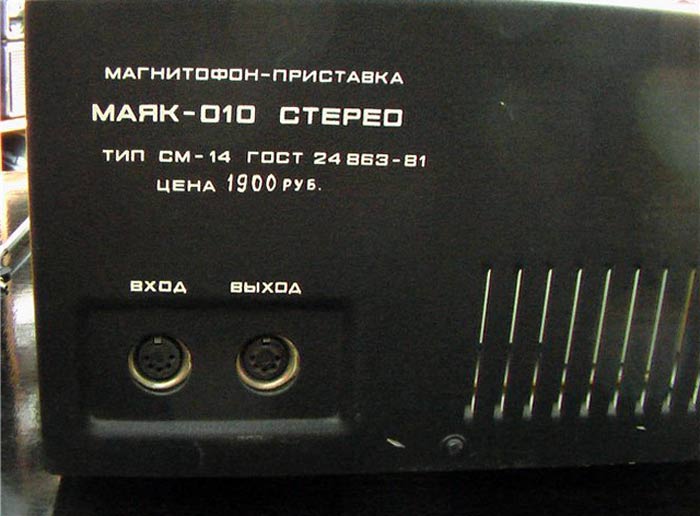 МАГНИТОФОН-ПРИСТАВКА
МАЯК-010 СТЕРЕО
ТИП СМ-14 ГОСТ 24863-81
ЦЕНА 1900 РУБ.
ВХОД ВЫХОД